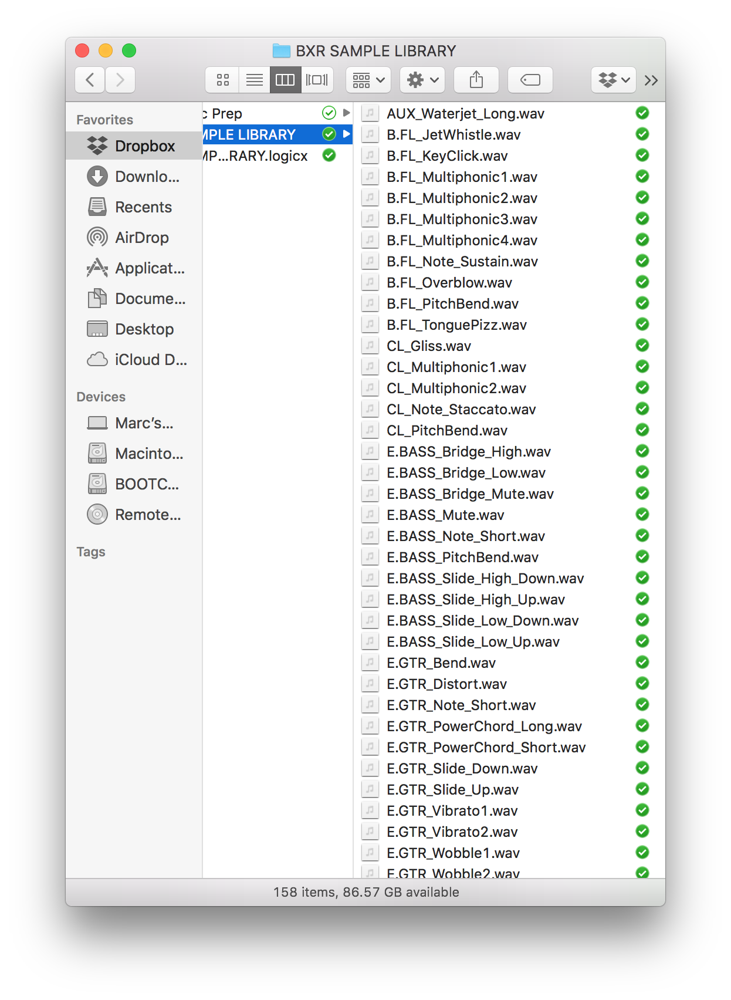 BXR SAMPLE LIBRARY
Favorites
Dropbox
Downlo...
Recents
AirDrop
Applicat...
Docume...
Desktop
iCloud D...
Devices
Marc’s...
Macinto...
BOOTC...
Remote...
Tags
c Prep
MPLE LIBRARY
MP...RARY.logicx
AUX_Waterjet_Long.wav
B.FL_JetWhistle.wav
B.FL_KeyClick.wav
B.FL_Multiphonic1.wav
B.FL_Multiphonic2.wav
B.FL_Multiphonic3.wav
B.FL_Multiphonic4.wav
B.FL_Note_Sustain.wav
B.FL_Overblow.wav
B.FL_PitchBend.wav
B.FL_TonguePizz.wav
CL_Gliss.wav
CL_Multiphonic1.wav
CL_Multiphonic2.wav
CL_Note_Staccato.wav
CL_PitchBend.wav
E.BASS_Bridge_High.wav
E.BASS_Bridge_Low.wav
E.BASS_Bridge_Mute.wav
E.BASS_Mute.wav
E.BASS_Note_Short.wav
E.BASS_PitchBend.wav
E.BASS_Slide_High_Down.wav
E.BASS_Slide_High_Up.wav
E.BASS_Slide_Low_Down.wav
E.BASS_Slide_Low_Up.wav
E.GTR_Bend.wav
E.GTR_Distort.wav
E.GTR_Note_Short.wav
E.GTR_PowerChord_Long.wav
E.GTR_PowerChord_Short.wav
E.GTR_Slide_Down.wav
E.GTR_Slide_Up.wav
E.GTR_Vibrato1.wav
E.GTR_Vibrato2.wav
E.GTR_Wobble1.wav
E.GTR_Wobble2.wav
158 items, 86.57 GB available